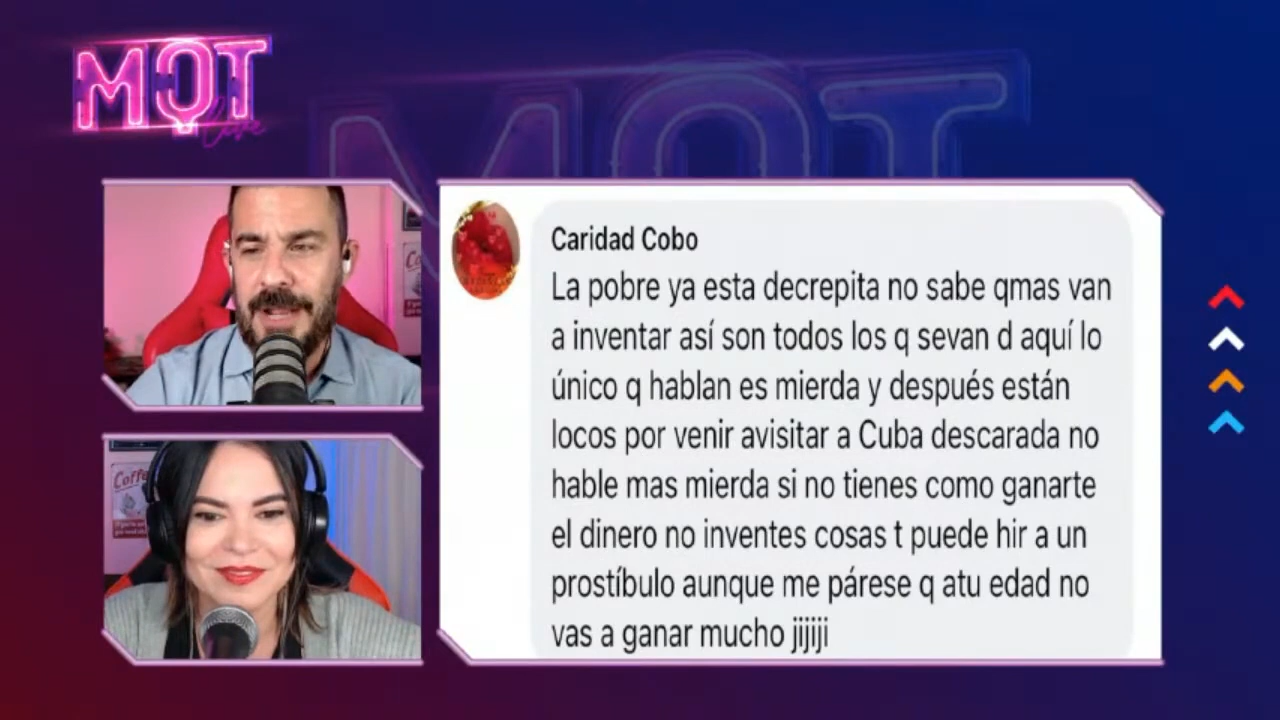 MQT
Live
MQT
Coffee
Caridad Cobo
La pobre ya esta decrepita no sabe qmas van
a inventar así son todos los q sevan d aquí lo
único q hablan es mierda y después están
locos por venir avisitar a Cuba descarada no
hable mas mierda si no tienes como ganarte
el dinero no inventes cosas t puede hir a un
prostíbulo aunque me párese q atu edad no
vas a ganar mucho jijiji